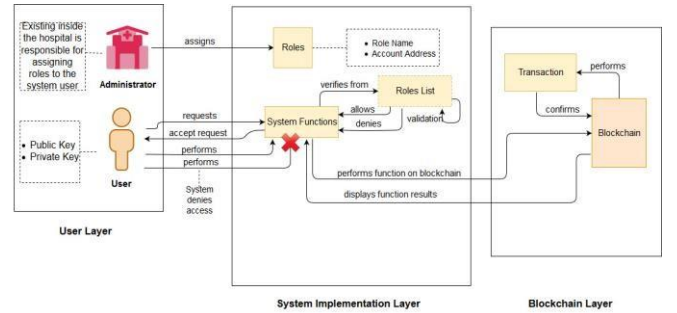 Existing inside
the hospital is
responsible for
assigning
roles to the
system user
Administrator
assigns
Roles
• Role Name
• Account Address
• Public Key
• Private Key
User
requests
accept request
performs
performs
System
denies
access
System Functions
verifies from
Roles List
allows
denies
validation
performs function on blockchain
displays function results
Transaction
performs
confirms
Blockchain
User Layer
System Implementation Layer
Blockchain Layer